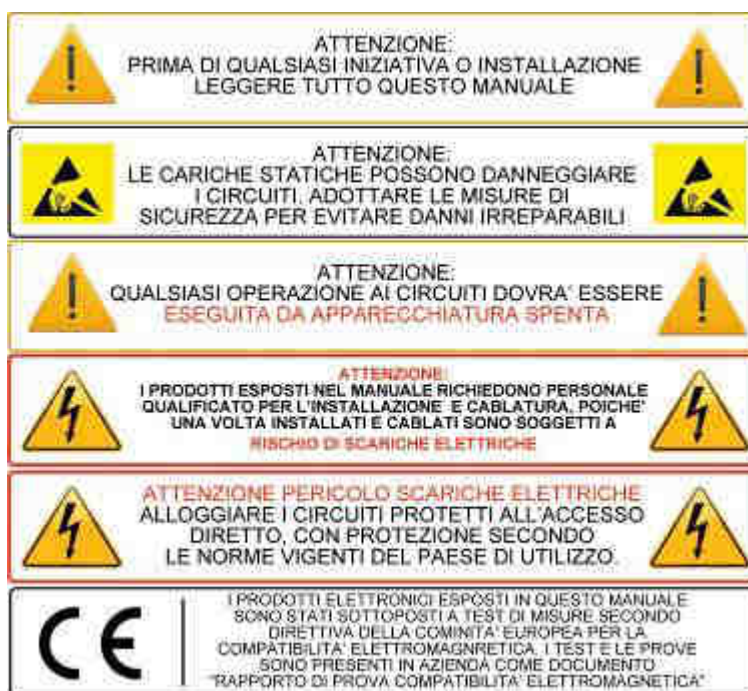 ATTENZIONE:
PRIMA DI QUALSIASI INIZIATIVA O INSTALLAZIONE
LEGGERE TUTTO QUESTO MANUALE
ATTENZIONE:
LE CARICHE STATICHE POSSONO DANNEGGIARE
I CIRCUITI. ADOTTARE LE MISURE DI
SICUREZZA PER EVITARE DANNI IRREPARABILI
ATTENZIONE:
QUALSIASI OPERAZIONE AI CIRCUITI DOVRA' ESSERE
ESEGUITA DA APPARECCHIATURA SPENTA
ATTENZIONE:
I PRODOTTI ESPOSTI NEL MANUALE RICHIEDONO PERSONALE
QUALIFICATO PER L'INSTALLAZIONE E CABLATURA, POICHE'
UNA VOLTA INSTALLATI E CABLATI SONO SOGGETTI A
RISCHIO DI SCARICHE ELETTRICHE
ATTENZIONE PERICOLO SCARICHE ELETTRICHE
ALLOGGIARE I CIRCUITI PROTETTI ALL'ACCESSO
DIRETTO, CON PROTEZIONE SECONDO
LE NORME VIGENTI DEL PAESE DI UTILIZZO.
CE
I PRODOTTI ELETTRONICI ESPOSTI IN QUESTO MANUALE
SONO STATI SOTTOPOSTI A TEST DI MISURE SECONDO
DIRETTIVA DELLA COMINITA' EUROPEA PER LA
COMPATIBILITA' ELETTROMAGNRETICA. I TEST E LE PROVE
SONO PRESENTI IN AZIENDA COME DOCUMENTO
"RAPPORTO DI PROVA COMPATIBILITA' ELETTROMAGNETICA"